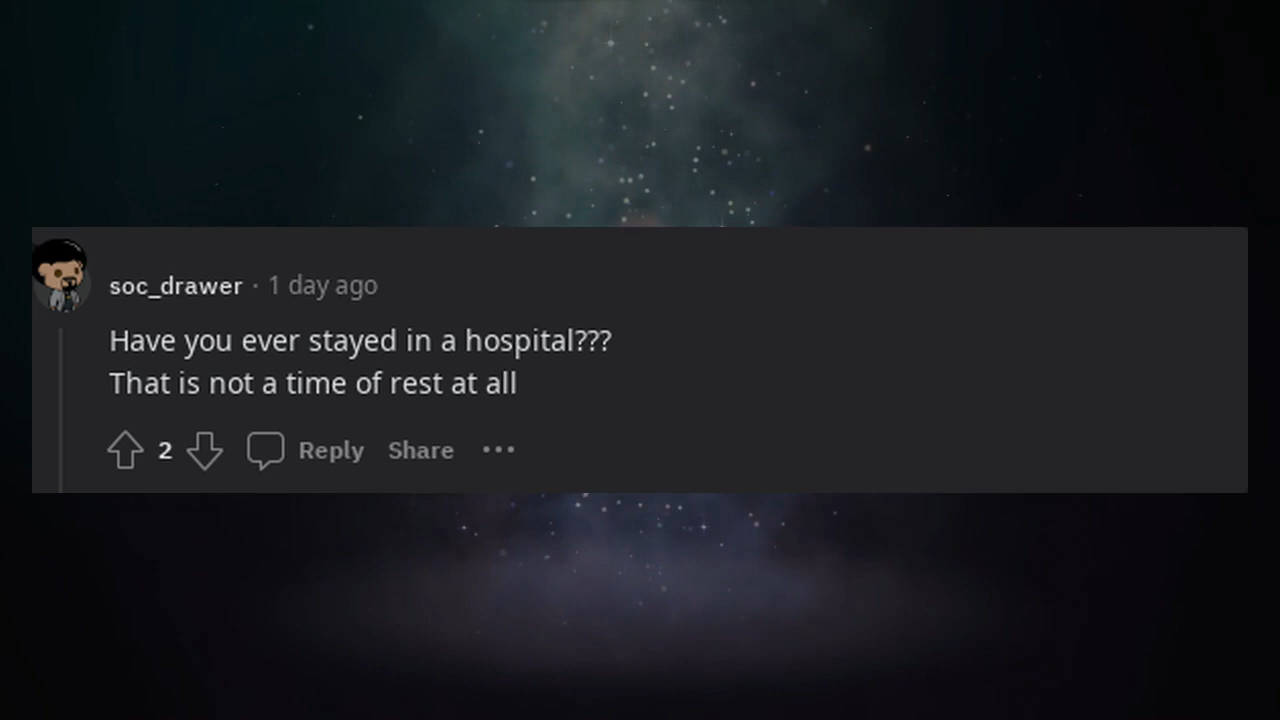 soc_drawer · 1 day ago
Have you ever stayed in a hospital???
That is not a time of rest at all
2 Reply Share •••